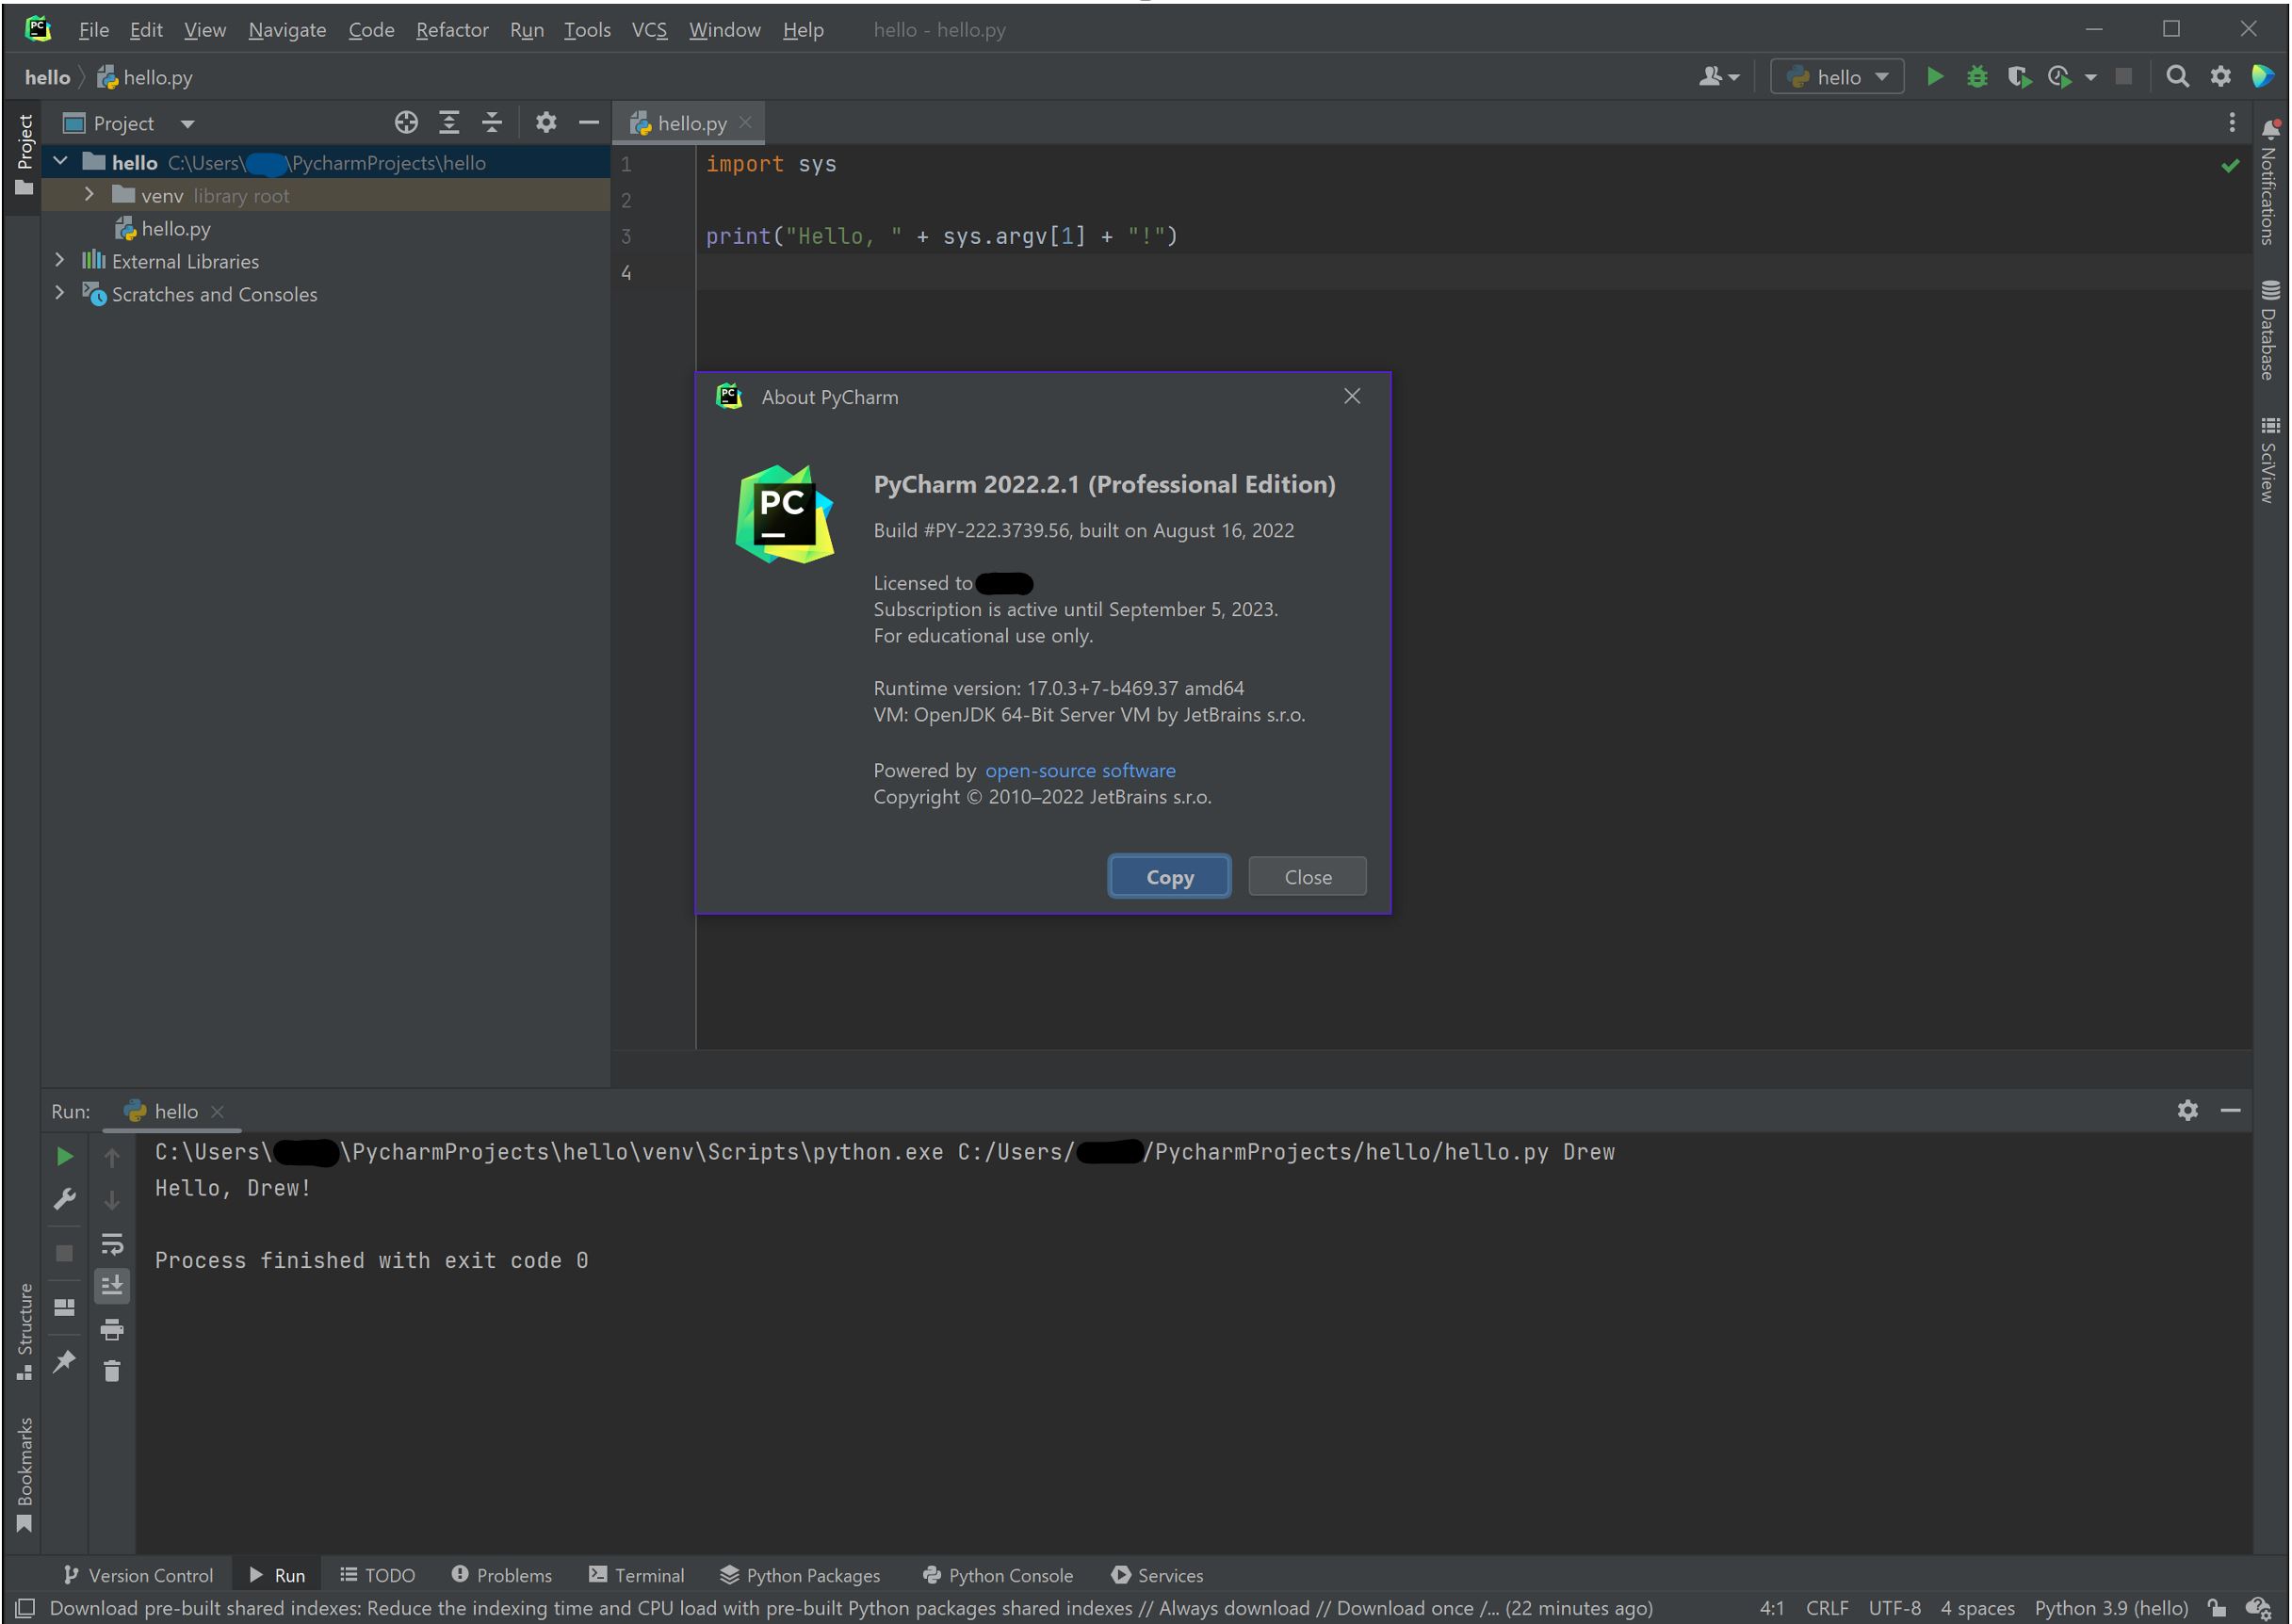 PC
File Edit View Navigate Code Refactor Run Tools VCS Window Help hello - hello.py
hello hello.py
hello
Project
Project
hello.py
hello C:\Users\ \PycharmProjects\hello
venv library root
hello.py
External Libraries
Scratches and Consoles
1 import sys
2
3 print("Hello, " + sys.argv[1] + "!")
4
Notifications
Database
SciView
PC About PyCharm
PC
PyCharm 2022.2.1 (Professional Edition)
Build #PY-222.3739.56, built on August 16, 2022
Licensed to
Subscription is active until September 5, 2023.
For educational use only.
Runtime version: 17.0.3+7-b469.37 amd64
VM: OpenJDK 64-Bit Server VM by JetBrains s.r.o.
Powered by open-source software
Copyright © 2010–2022 JetBrains s.r.o.
Copy Close
Run: hello
C:\Users\ \PycharmProjects\hello\venv\Scripts\python.exe C:/Users/ /PycharmProjects/hello/hello.py Drew
Hello, Drew!
Process finished with exit code 0
Structure
Bookmarks
Version Control Run TODO Problems Terminal Python Packages Python Console Services
Download pre-built shared indexes: Reduce the indexing time and CPU load with pre-built Python packages shared indexes // Always download // Download once /... (22 minutes ago) 4:1 CRLF UTF-8 4 spaces Python 3.9 (hello)